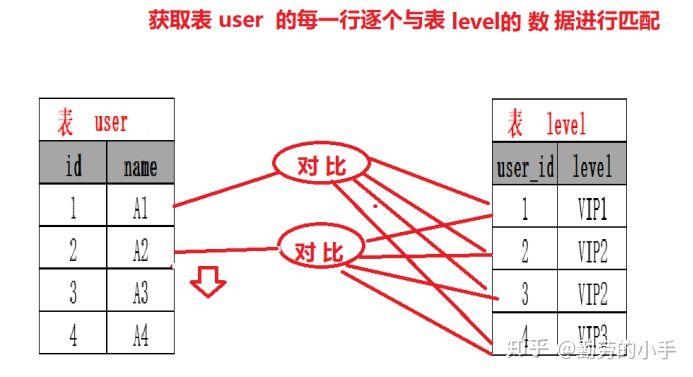 获取表 user 的每一行逐个与表 level的 数 据进行匹配
表 user
id name
1 A1
2 A2
3 A3
4 A4
对比
对比
表 level
user_id level
1 VIP1
2 VIP2
3 VIP2
4 VIP3
知乎 @勤劳的小手